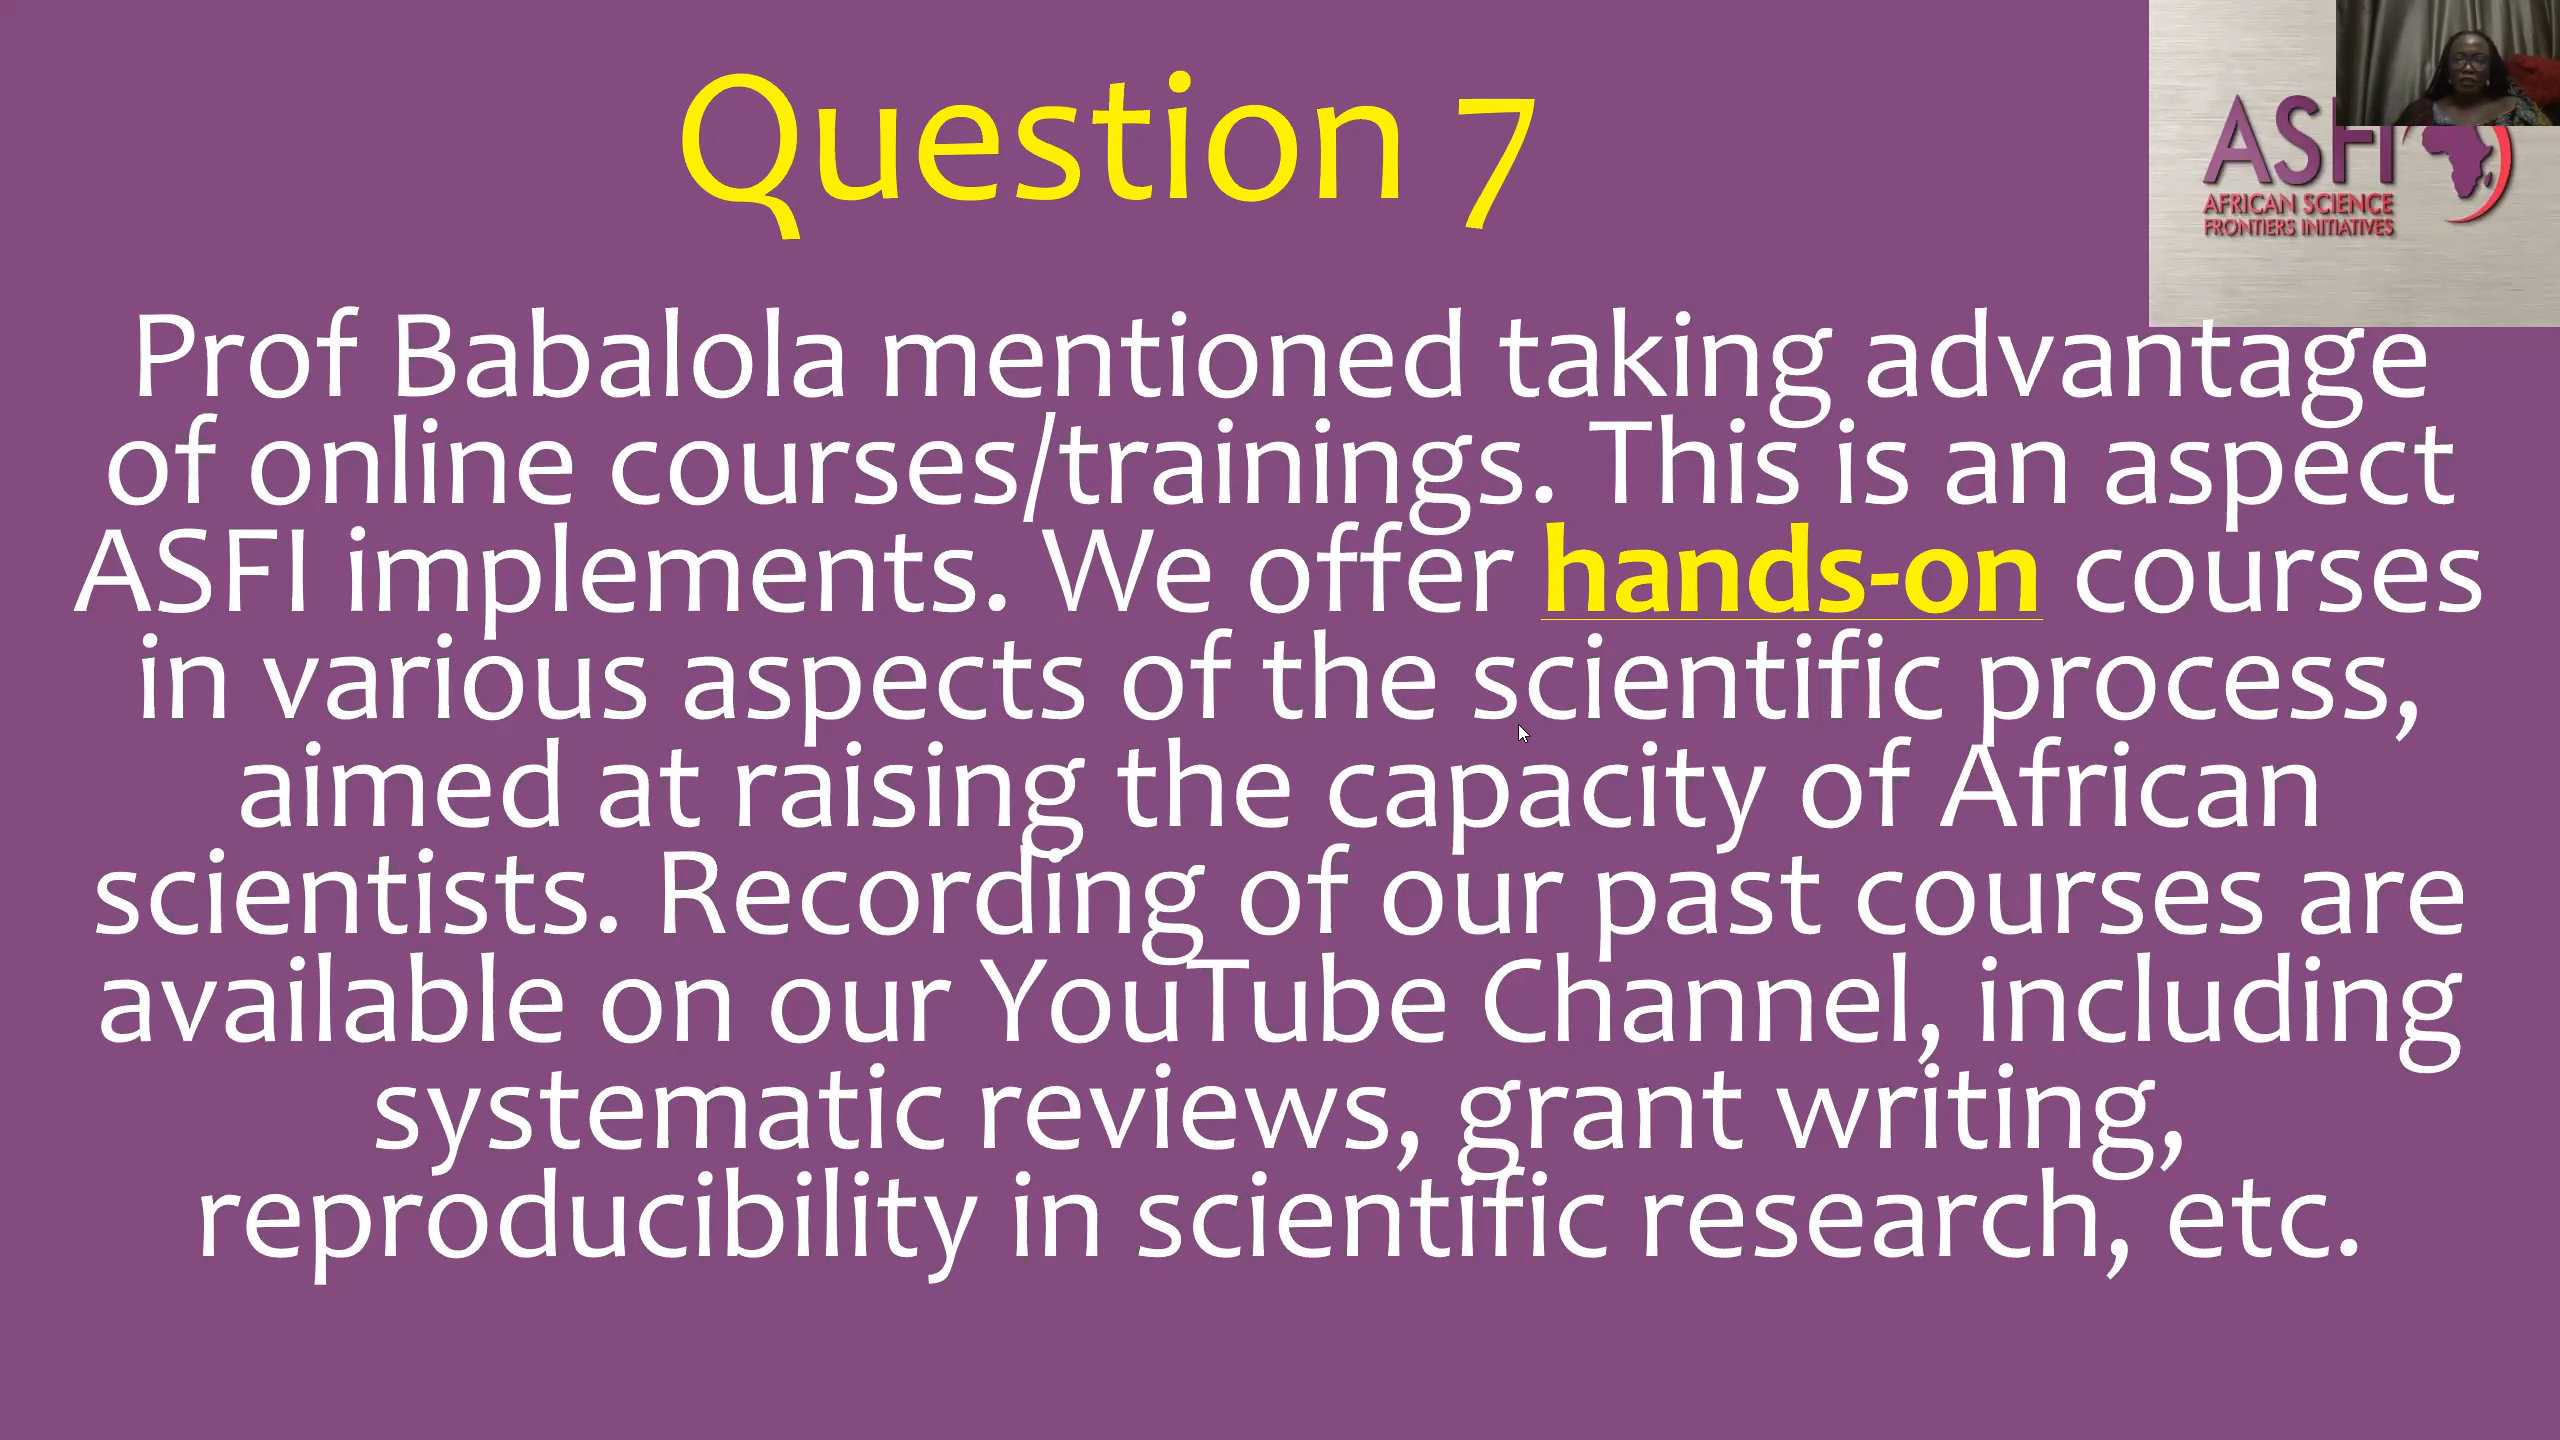 Question 7
ASFI
AFRICAN SCIENCE
FRONTIERS INITIATIVES
Prof Babalola mentioned taking advantage
of online courses/trainings. This is an aspect
ASFI implements. We offer hands-on courses
in various aspects of the scientific process,
aimed at raising the capacity of African
scientists. Recording of our past courses are
available on our YouTube Channel, including
systematic reviews, grant writing,
reproducibility in scientific research, etc.